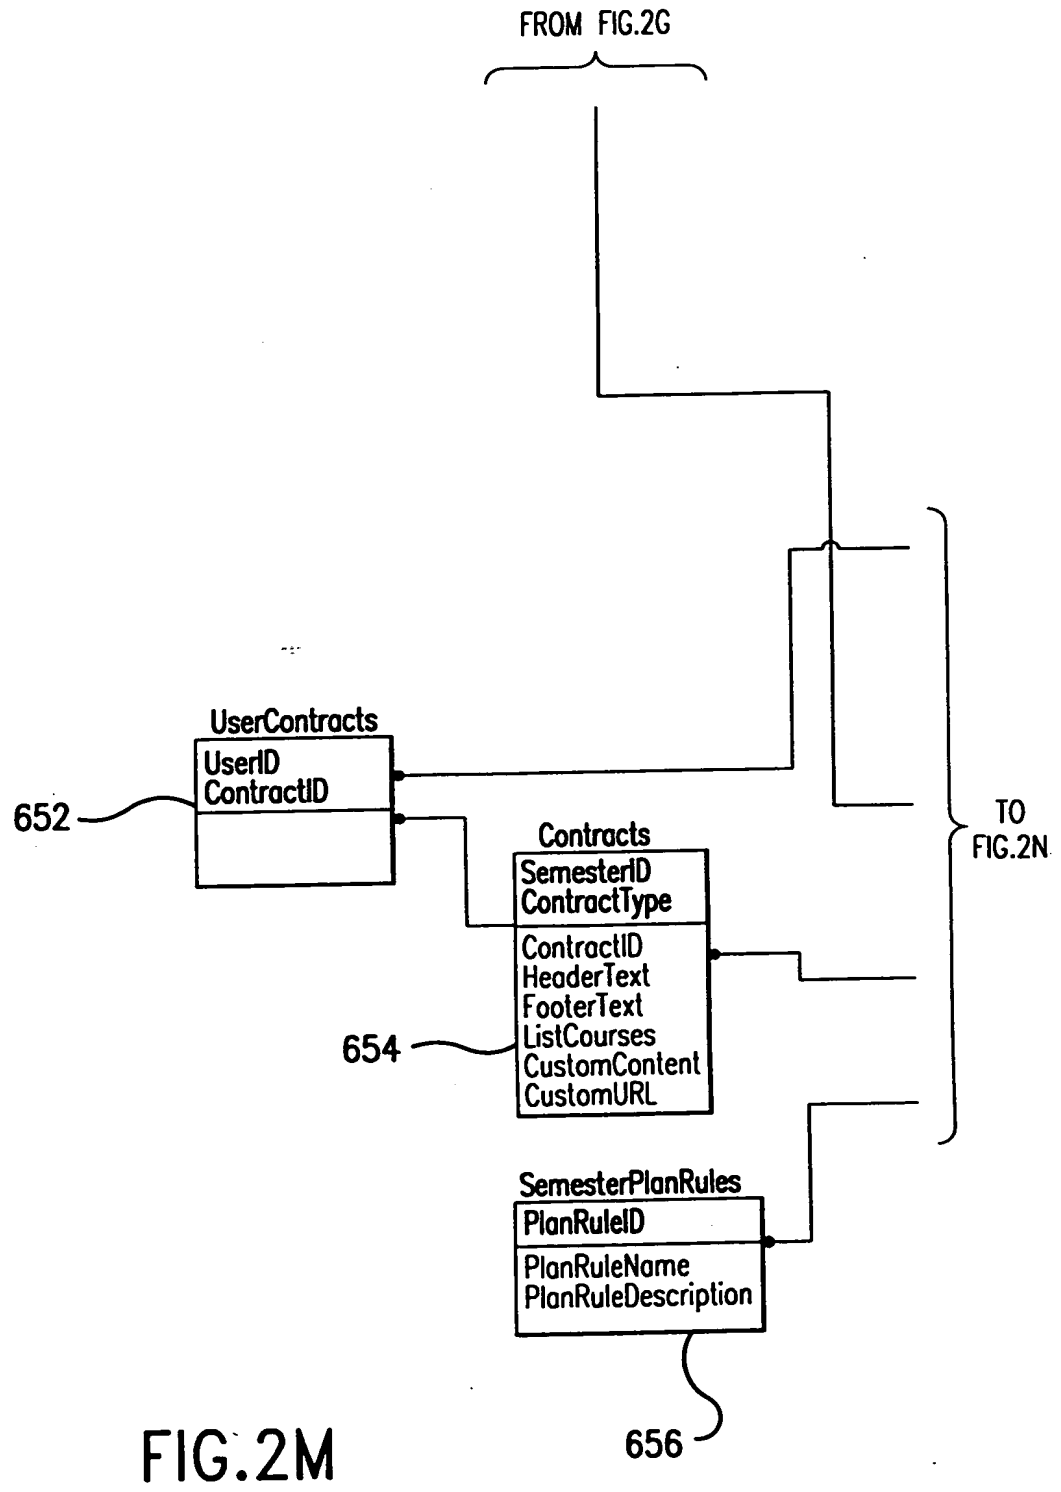 FROM FIG.2G
UserContracts
UserID
ContractID
652
TO
FIG.2N
Contracts
SemesterID
ContractType
ContractID
HeaderText
FooterText
ListCourses
CustomContent
CustomURL
654
SemesterPlanRules
PlanRuleID
PlanRuleName
PlanRuleDescription
656
FIG.2M